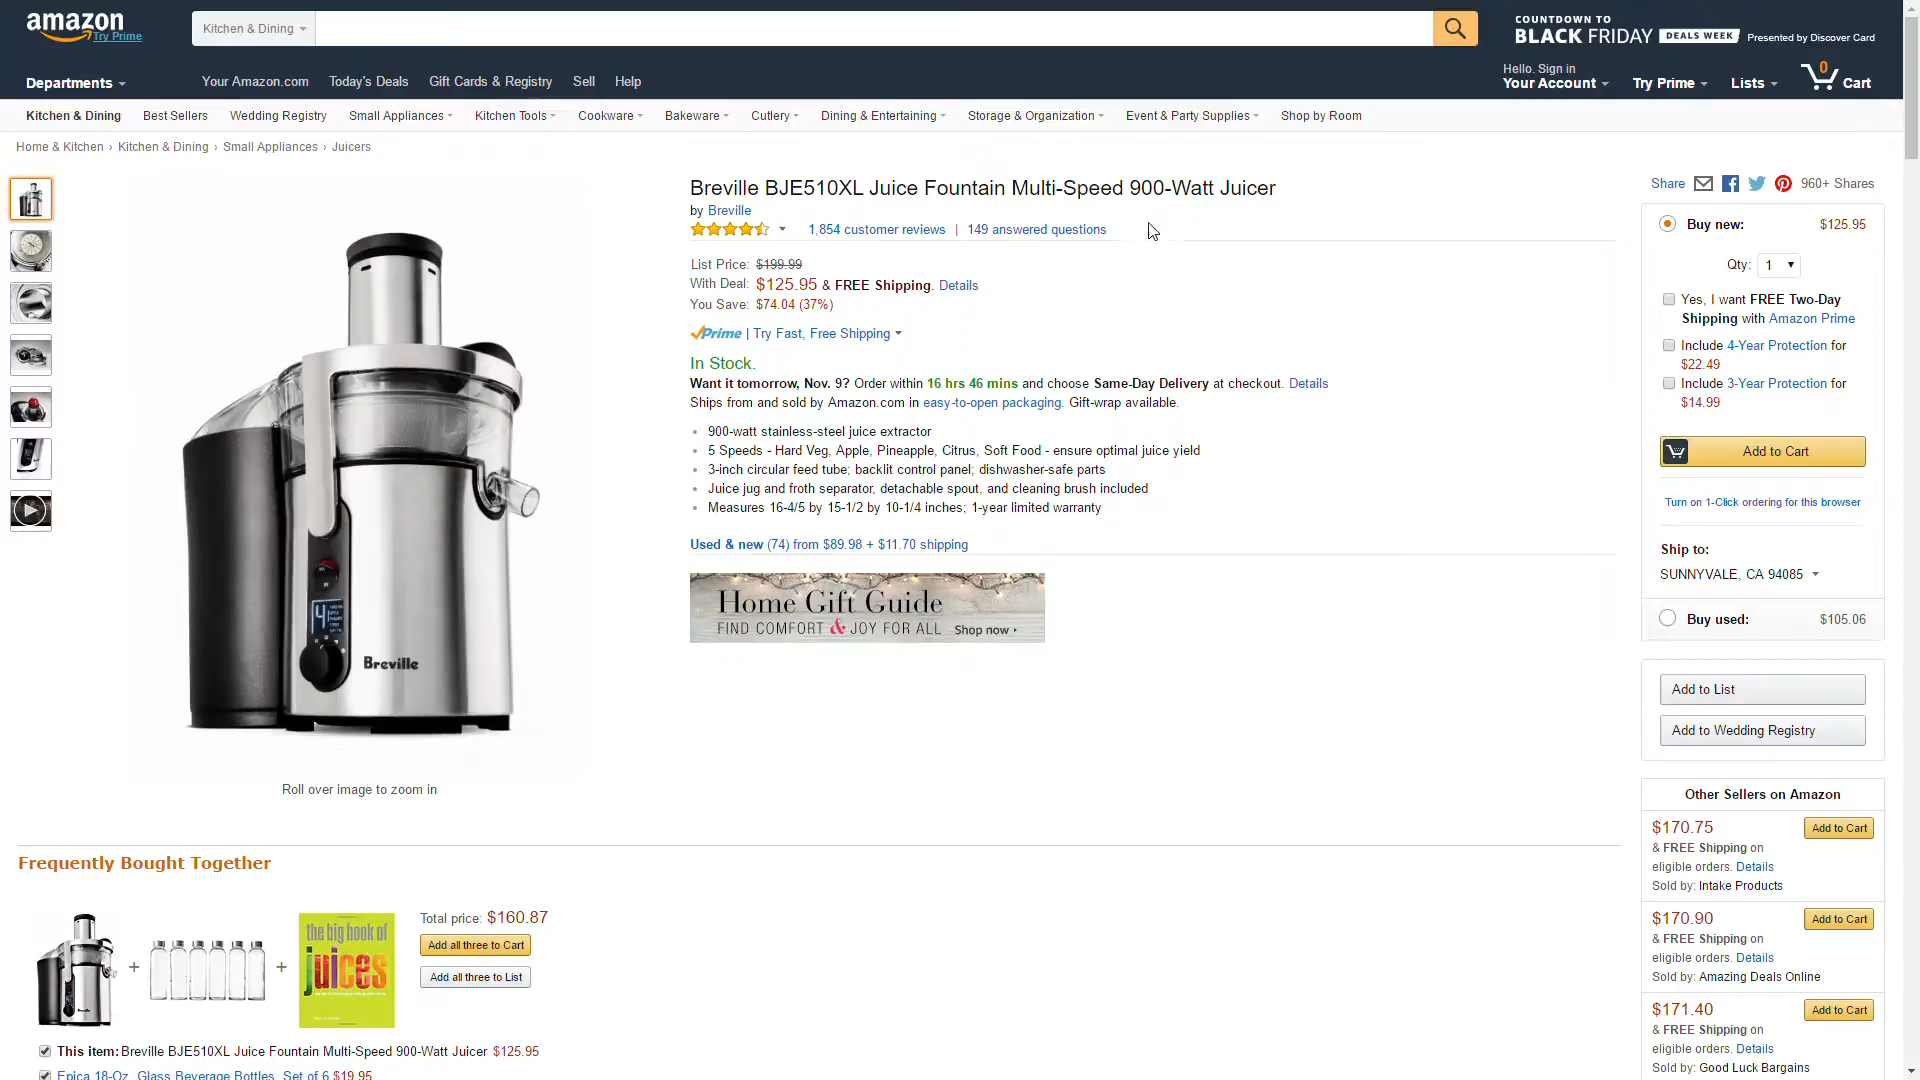 amazon
Try Prime
Kitchen & Dining
COUNTDOWN TO
BLACK FRIDAY DEALS WEEK Presented by Discover Card
Departments
Your Amazon.com Today's Deals Gift Cards & Registry Sell Help
Hello. Sign in
Your Account Try Prime Lists 0 Cart
Kitchen & Dining Best Sellers Wedding Registry Small Appliances Kitchen Tools Cookware Bakeware Cutlery Dining & Entertaining Storage & Organization Event & Party Supplies Shop by Room
Home & Kitchen › Kitchen & Dining › Small Appliances › Juicers
Breville BJE510XL Juice Fountain Multi-Speed 900-Watt Juicer
by Breville
1,854 customer reviews | 149 answered questions
List Price: $199.99
With Deal: $125.95 & FREE Shipping. Details
You Save: $74.04 (37%)
Prime | Try Fast, Free Shipping
In Stock.
Want it tomorrow, Nov. 9? Order within 16 hrs 46 mins and choose Same-Day Delivery at checkout. Details
Ships from and sold by Amazon.com in easy-to-open packaging. Gift-wrap available.
900-watt stainless-steel juice extractor
5 Speeds - Hard Veg, Apple, Pineapple, Citrus, Soft Food - ensure optimal juice yield
3-inch circular feed tube; backlit control panel; dishwasher-safe parts
Juice jug and froth separator, detachable spout, and cleaning brush included
Measures 16-4/5 by 15-1/2 by 10-1/4 inches; 1-year limited warranty
Used & new (74) from $89.98 + $11.70 shipping
Home Gift Guide
FIND COMFORT & JOY FOR ALL Shop now
Breville
Roll over image to zoom in
Share 960+ Shares
Buy new: $125.95
Qty: 1
Yes, I want FREE Two-Day
Shipping with Amazon Prime
Include 4-Year Protection for
$22.49
Include 3-Year Protection for
$14.99
Add to Cart
Turn on 1-Click ordering for this browser
Ship to:
SUNNYVALE, CA 94085
Buy used: $105.06
Add to List
Add to Wedding Registry
Other Sellers on Amazon
$170.75 Add to Cart
& FREE Shipping on
eligible orders. Details
Sold by: Intake Products
$170.90 Add to Cart
& FREE Shipping on
eligible orders. Details
Sold by: Amazing Deals Online
$171.40 Add to Cart
& FREE Shipping on
eligible orders. Details
Sold by: Good Luck Bargains
Frequently Bought Together
the big book of
juices
Total price: $160.87
Add all three to Cart
Add all three to List
This item: Breville BJE510XL Juice Fountain Multi-Speed 900-Watt Juicer $125.95
Epica 18-Oz. Glass Beverage Bottles, Set of 6 $19.95